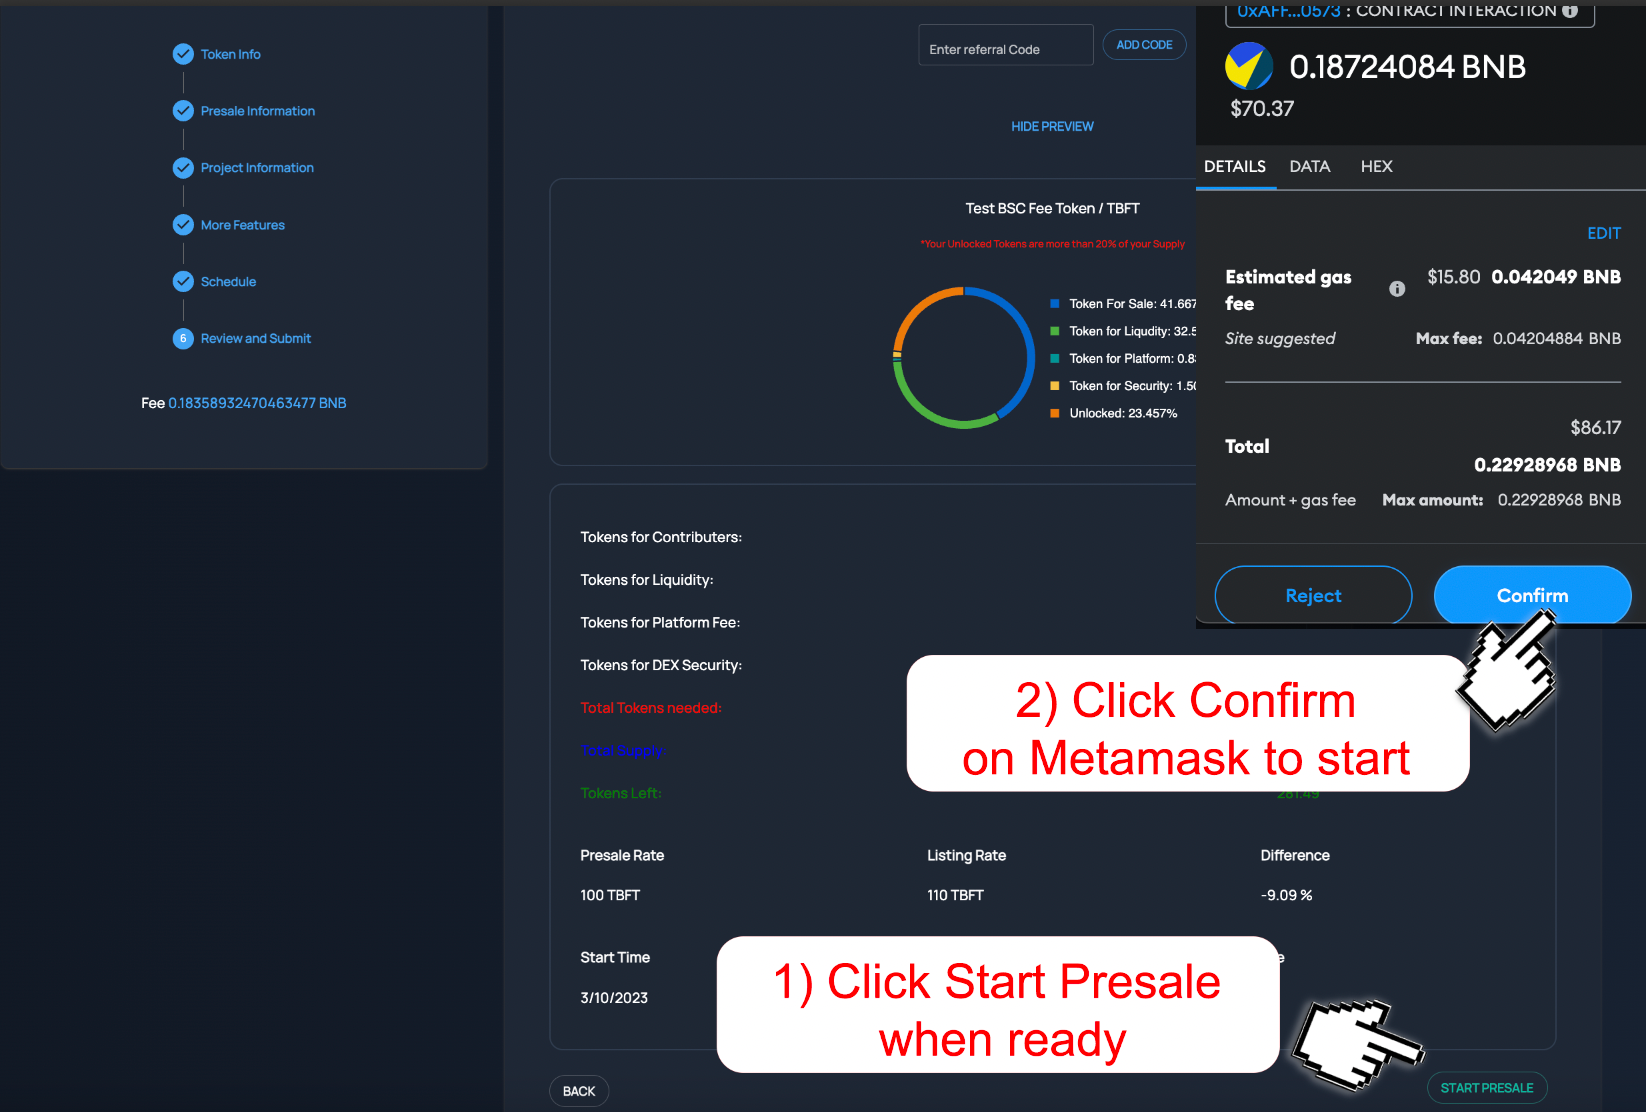 Token Info
Presale Information
Project Information
More Features
Schedule
6 Review and Submit
Fee 0.18358932470463477 BNB
Enter referral Code
ADD CODE
HIDE PREVIEW
Test BSC Fee Token / TBFT
*Your Unlocked Tokens are more than 20% of your Supply
Token For Sale: 41.667
Token for Liqudity: 32.5
Token for Platform: 0.83
Token for Security: 1.50
Unlocked: 23.457%
Tokens for Contributers:
Tokens for Liquidity:
Tokens for Platform Fee:
Tokens for DEX Security:
Total Tokens needed:
Total Supply
Tokens Left:
281.49
Presale Rate
Listing Rate
Difference
100 TBFT
110 TBFT
-9.09 %
Start Time
3/10/2023
BACK
START PRESALE
0xAFF...0573 : CONTRACT INTERACTION
0.18724084 BNB
$70.37
DETAILS
DATA
HEX
EDIT
Estimated gas
fee
$15.80 0.042049 BNB
Site suggested
Max fee: 0.04204884 BNB
$86.17
Total
0.22928968 BNB
Amount + gas fee
Max amount: 0.22928968 BNB
Reject
Confirm
2) Click Confirm
on Metamask to start
1) Click Start Presale
when ready